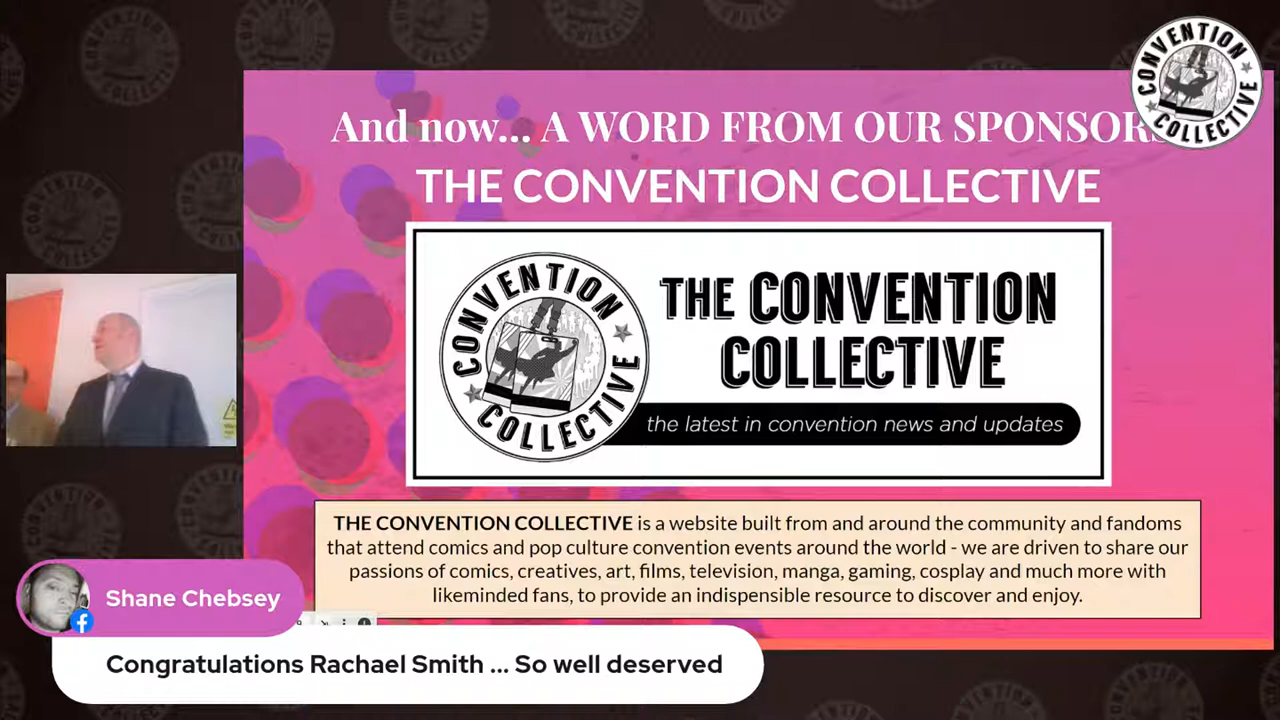 And now... A WORD FROM OUR SPONSORS
THE CONVENTION COLLECTIVE
CONVENTION
COLLECTIVE
CONVENTION
COLLECTIVE
THE CONVENTION
COLLECTIVE
the latest in convention news and updates
THE CONVENTION COLLECTIVE is a website built from and around the community and fandoms
that attend comics and pop culture convention events around the world - we are driven to share our
passions of comics, creatives, art, films, television, manga, gaming, cosplay and much more with
likeminded fans, to provide an indispensible resource to discover and enjoy.
Shane Chebsey
Congratulations Rachael Smith ... So well deserved